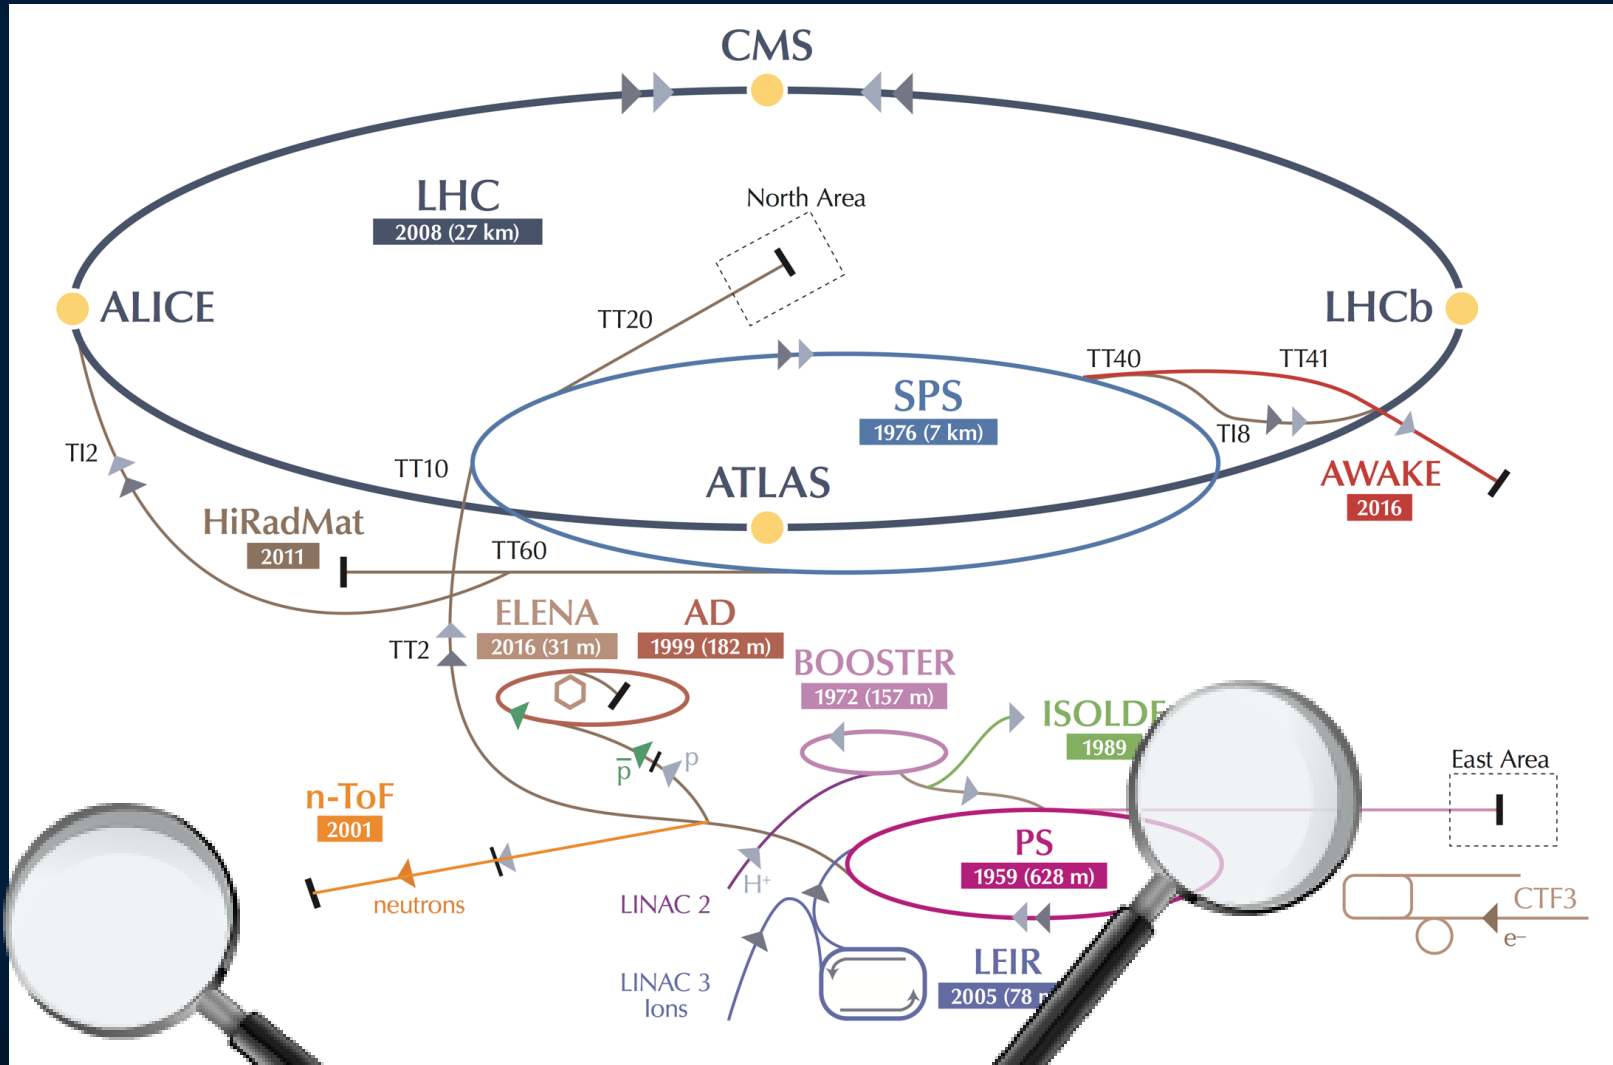 CMS
LHC
2008 (27 km)
North Area
ALICE
LHCb
TT20
TT40
TT41
SPS
1976 (7 km)
TI8
TI2
TT10
ATLAS
AWAKE
2016
HiRadMat
2011
TT60
ELENA
2016 (31 m)
AD
1999 (182 m)
TT2
BOOSTER
1972 (157 m)
ISOLDE
1989
p
p̅
East Area
n-ToF
2001
PS
1959 (628 m)
H+
neutrons
LINAC 2
CTF3
e–
LEIR
2005 (78
LINAC 3
Ions